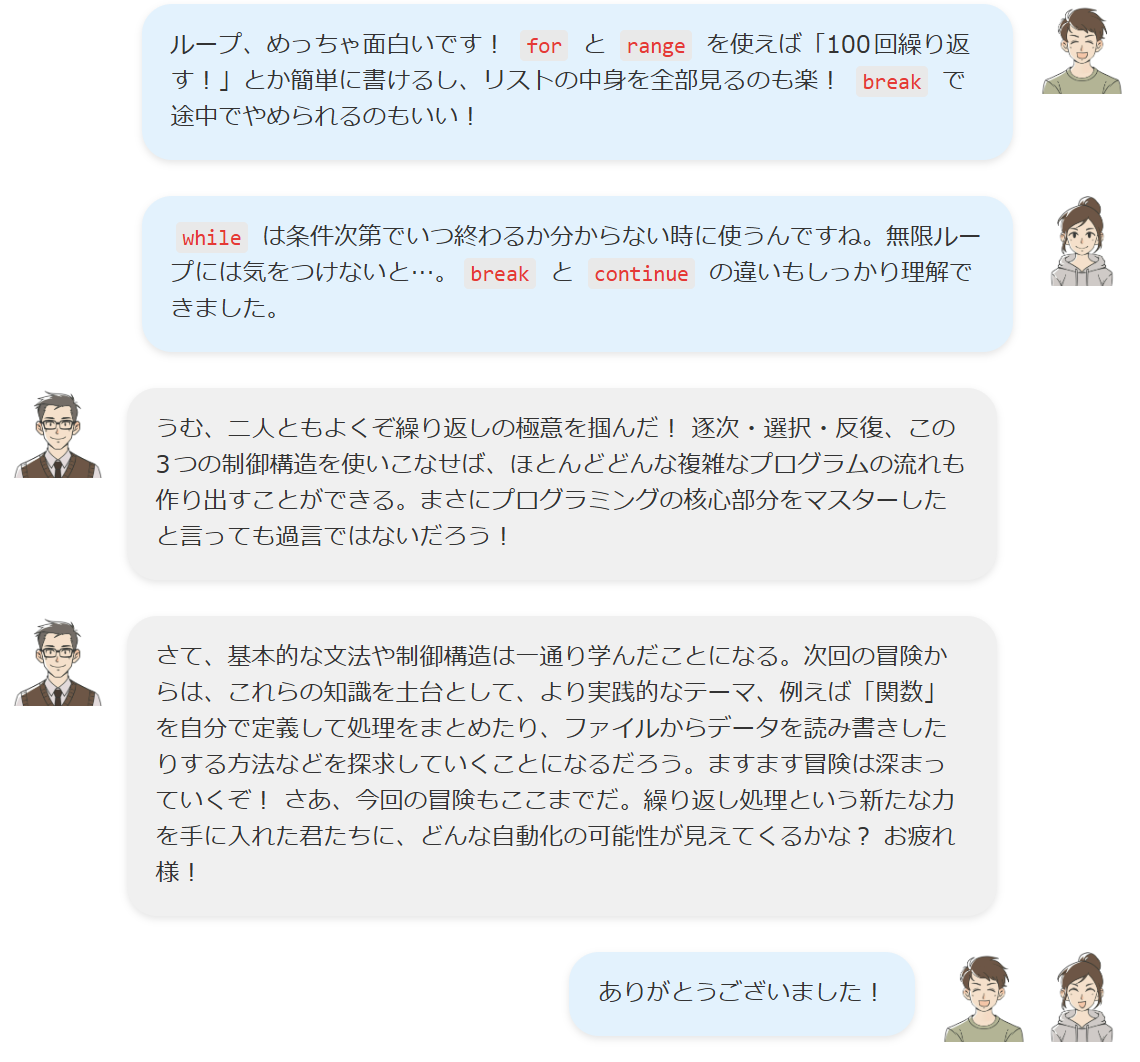 ループ、めっちゃ面白いです！ for と range を使えば「100回繰り返
す！」とか簡単に書けるし、リストの中身を全部見るのも楽！ break で
途中でやめられるのもいい！
while は条件次第でいつ終わるか分からない時に使うんですね。無限ルー
プには気をつけないと…。 break と continue の違いもしっかり理解で
きました。
うむ、二人ともよくぞ繰り返しの極意を掴んだ！ 逐次・選択・反復、この
3つの制御構造を使いこなせば、ほとんどどんな複雑なプログラムの流れも
作り出すことができる。まさにプログラミングの核心部分をマスターした
と言っても過言ではないだろう！
さて、基本的な文法や制御構造は一通り学んだことになる。次回の冒険か
らは、これらの知識を土台として、より実践的なテーマ、例えば「関数」
を自分で定義して処理をまとめたり、ファイルからデータを読み書きした
りする方法などを探求していくことになるだろう。ますます冒険は深まっ
ていくぞ！ さあ、今回の冒険もここまでだ。繰り返し処理という新たな力
を手に入れた君たちに、どんな自動化の可能性が見えてくるかな？ お疲れ
様！
ありがとうございました！